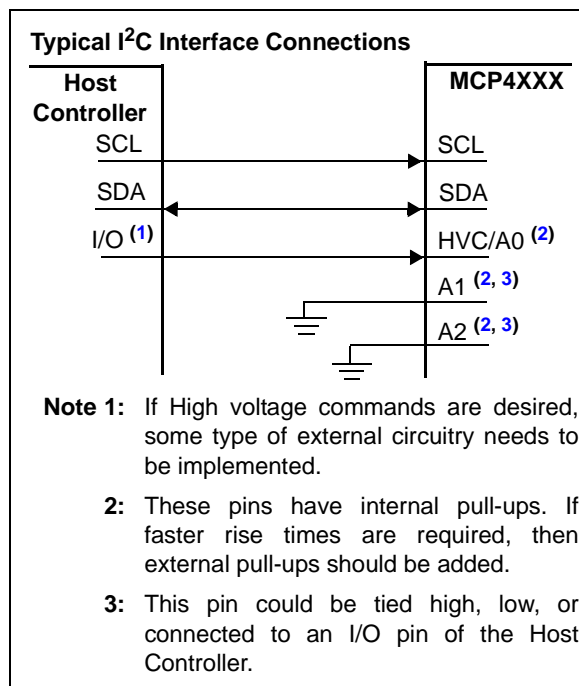 Typical I²C Interface Connections
Host
Controller
MCP4XXX
SCL
SCL
SDA
SDA
I/O (1)
HVC/A0 (2)
A1 (2, 3)
A2 (2, 3)
Note 1: If High voltage commands are desired,
some type of external circuitry needs to
be implemented.
2: These pins have internal pull-ups. If
faster rise times are required, then
external pull-ups should be added.
3: This pin could be tied high, low, or
connected to an I/O pin of the Host
Controller.